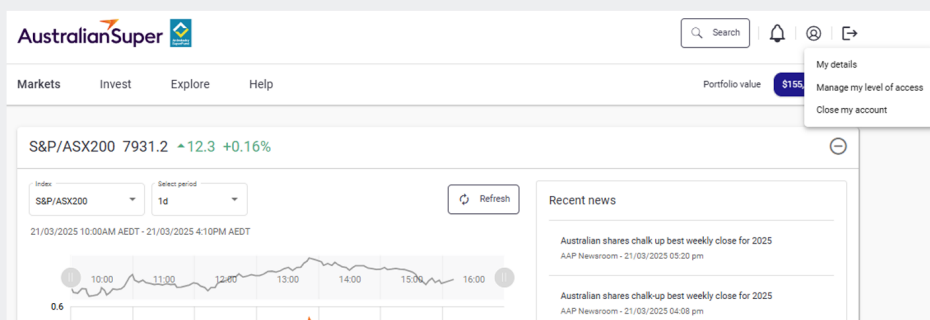 AustralianSuper
Search
My details
Manage my level of access
Close my account
Markets Invest Explore Help Portfolio value $155,
S&P/ASX200 7931.2 12.3 +0.16%
Index
S&P/ASX200
Select period
1d
Refresh
21/03/2025 10:00AM AEDT - 21/03/2025 4:10PM AEDT
10:00 11:00 12:00 13:00 14:00 15:00 16:00
0.6
Recent news
Australian shares chalk up best weekly close for 2025
AAP Newsroom - 21/03/2025 05:20 pm
Australian shares chalk-up best weekly close for 2025
AAP Newsroom - 21/03/2025 04:08 pm